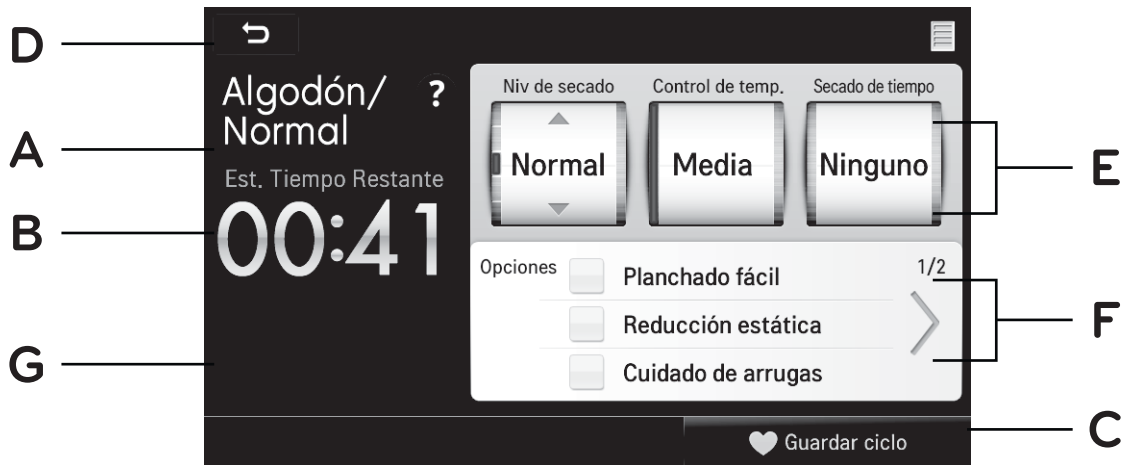 D
A
B
G
Algodón/ ?
Normal
Est. Tiempo Restante
00:41
Niv de secado
Normal
Control de temp.
Media
Secado de tiempo
Ninguno
Opciones
Planchado fácil
Reducción estática
Cuidado de arrugas
1/2
Guardar ciclo
E
F
C